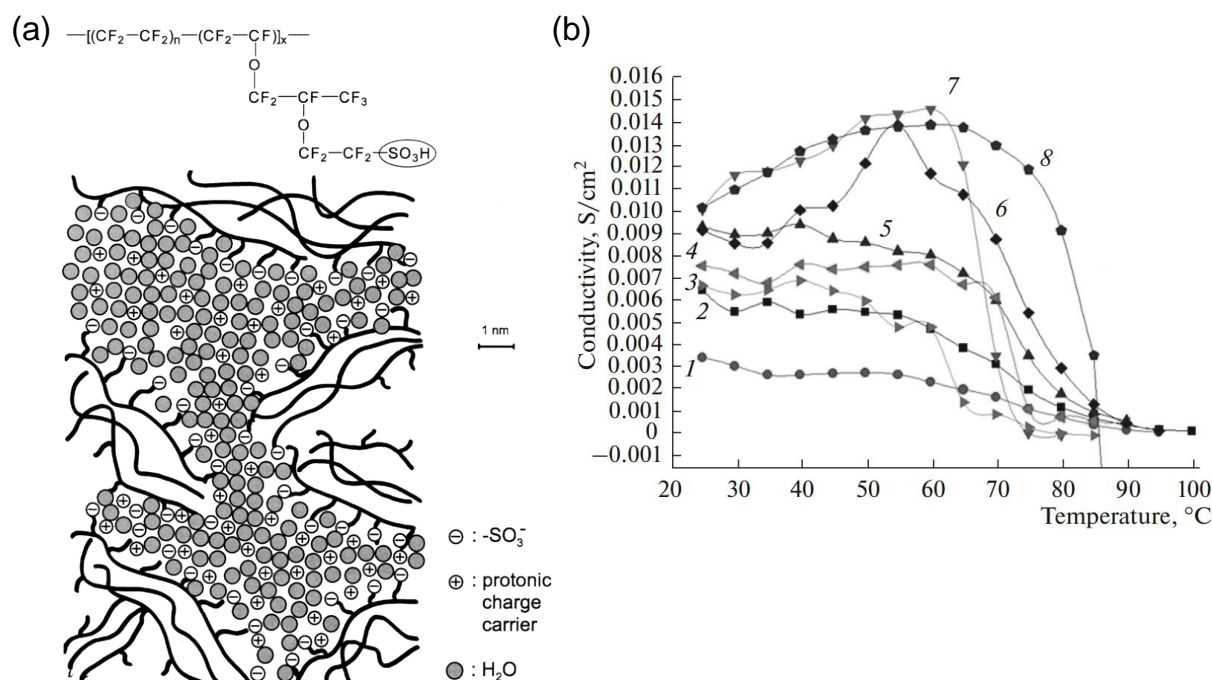 (a)
—[(CF₂—CF₂)ₙ—(CF₂—CF)]ₓ—
O
CF₂—CF—CF₃
O
CF₂—CF₂—SO₃H
1 nm
⊖ : -SO₃⁻
⊕ : protonic
charge
carrier
: H₂O
(b)
Conductivity, S/cm²
0.016
0.015
0.014
0.013
0.012
0.011
0.010
0.009
0.008
0.007
0.006
0.005
0.004
0.003
0.002
0.001
0
−0.001
7
8
6
5
4
3
2
1
20 30 40 50 60 70 80 90 100
Temperature, °C